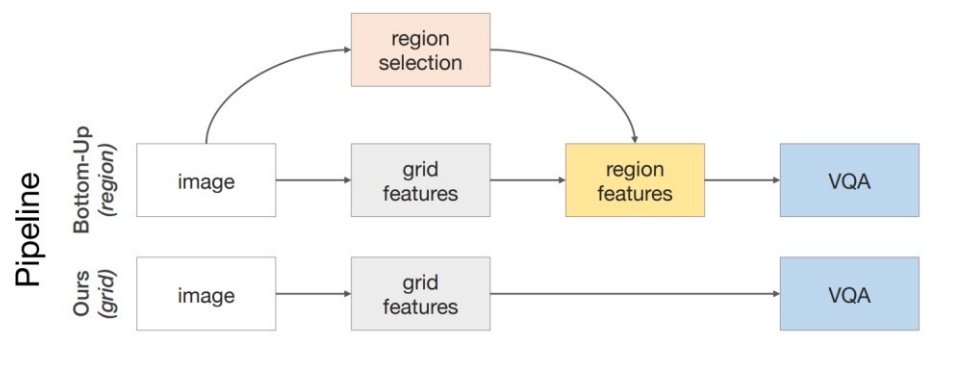 Pipeline
Bottom-Up
(region)
region
selection
image
grid
features
region
features
VQA
Ours
(grid)
image
grid
features
VQA